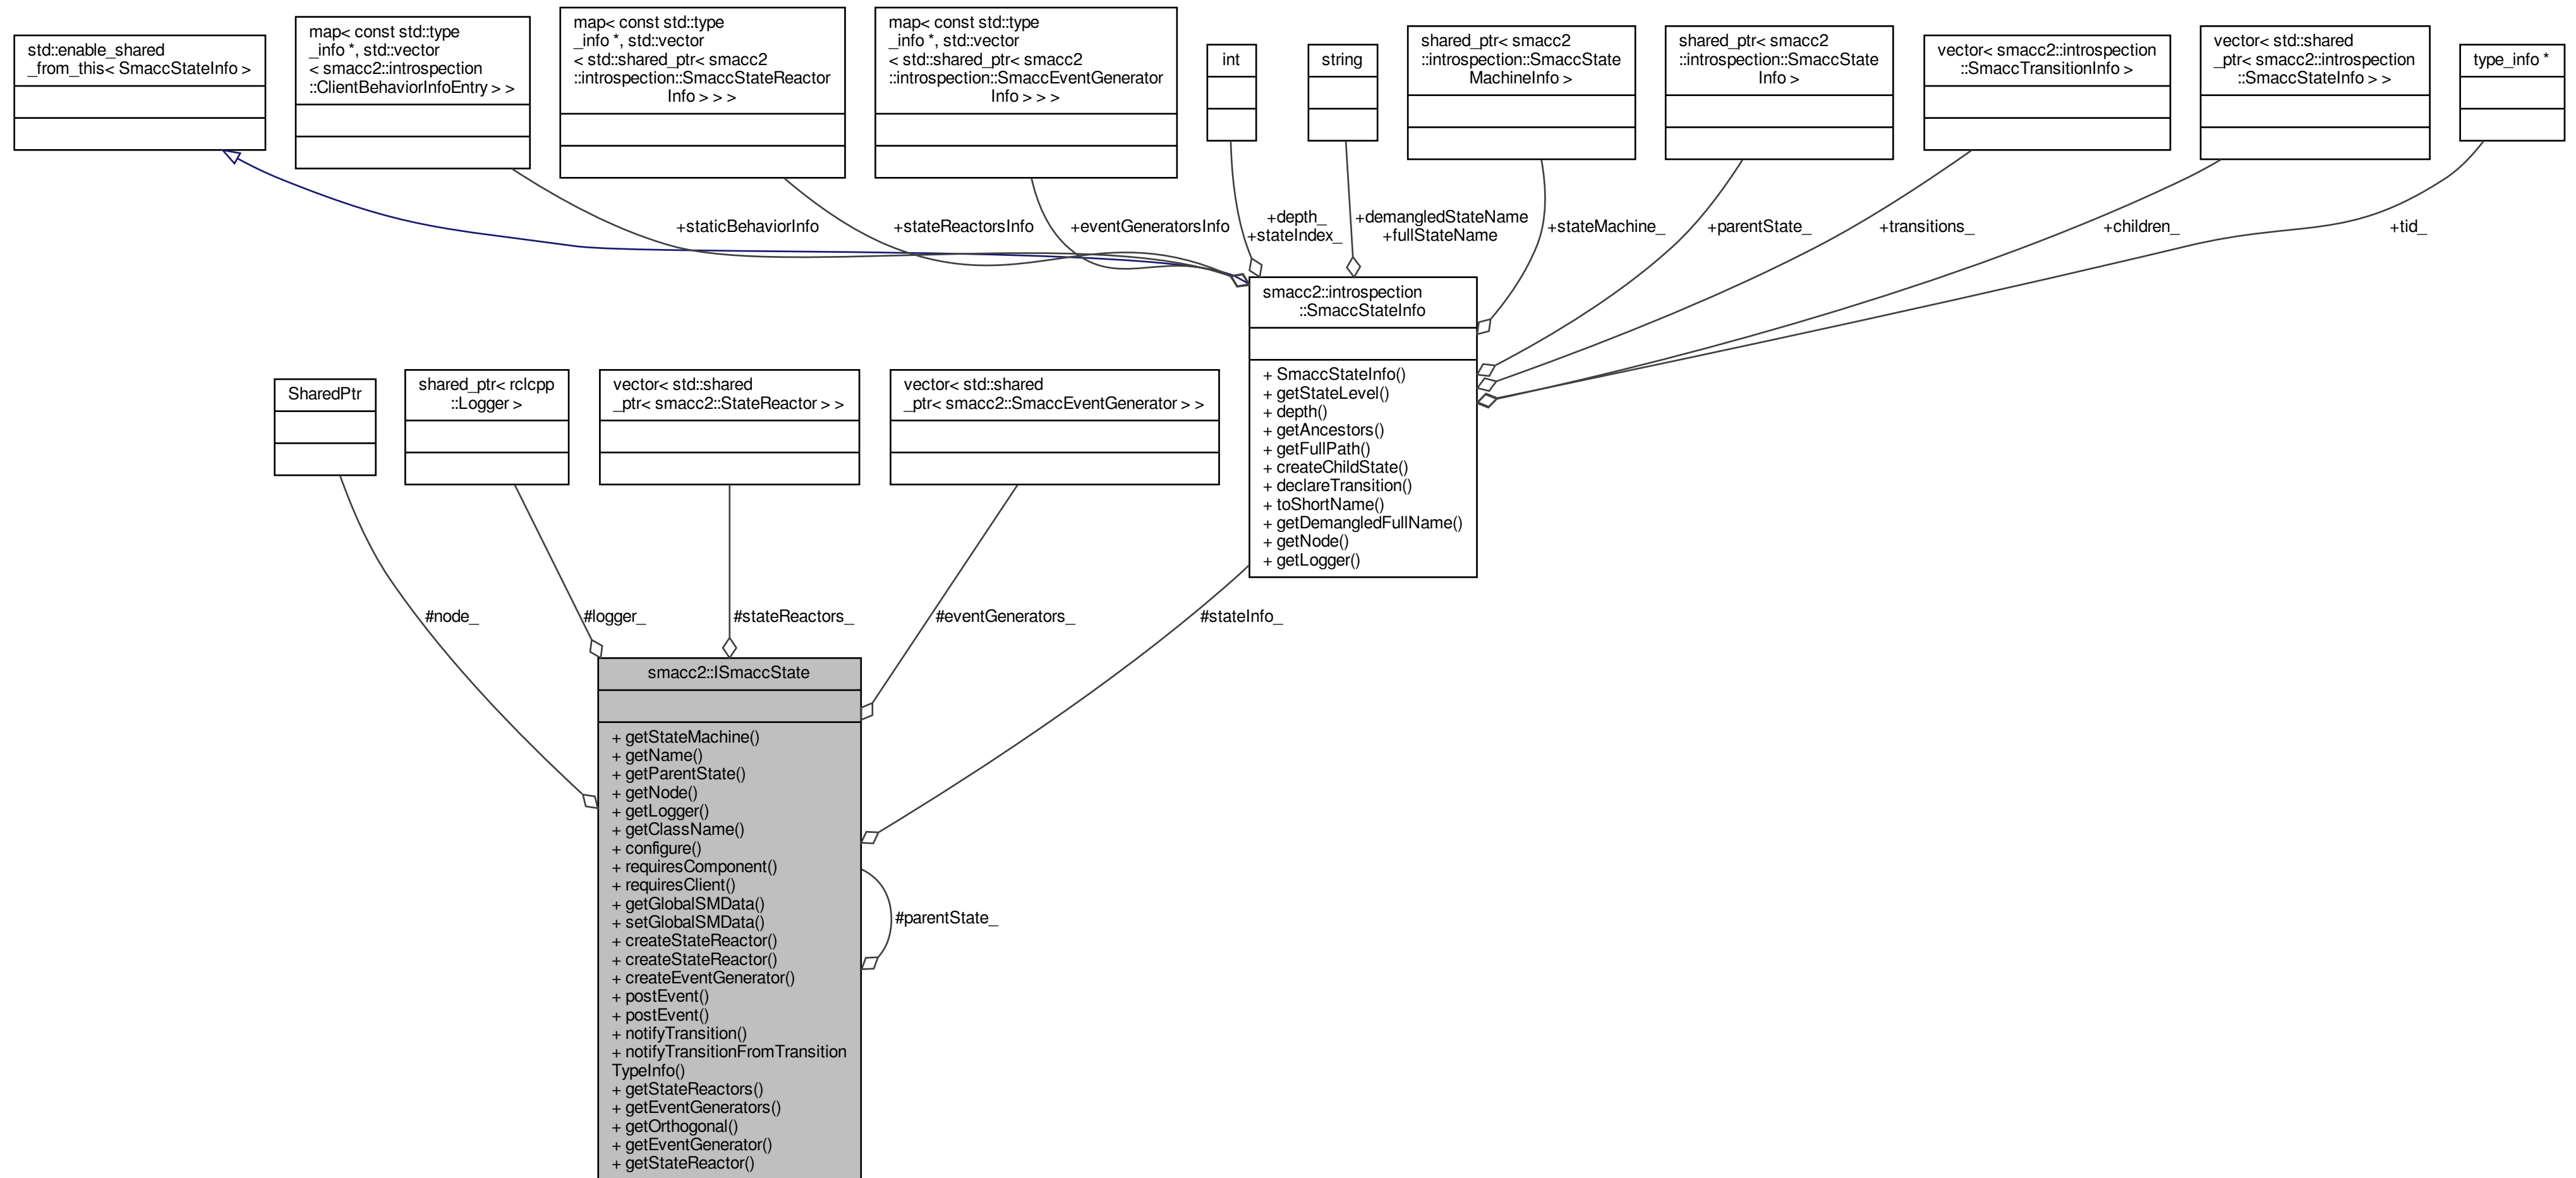 std::enable_shared
_from_this< SmaccStateInfo >
map< const std::type
_info *, std::vector
< smacc2::introspection
::ClientBehaviorInfoEntry > >
map< const std::type
_info *, std::vector
< std::shared_ptr< smacc2
::introspection::SmaccStateReactor
Info > > >
map< const std::type
_info *, std::vector
< std::shared_ptr< smacc2
::introspection::SmaccEventGenerator
Info > > >
int
string
shared_ptr< smacc2
::introspection::SmaccState
MachineInfo >
shared_ptr< smacc2
::introspection::SmaccState
Info >
vector< smacc2::introspection
::SmaccTransitionInfo >
vector< std::shared
_ptr< smacc2::introspection
::SmaccStateInfo > >
type_info *
+staticBehaviorInfo
+stateReactorsInfo
+eventGeneratorsInfo
+depth_
+stateIndex_
+demangledStateName
+fullStateName
+stateMachine_
+parentState_
+transitions_
+children_
+tid_
smacc2::introspection
::SmaccStateInfo
+ SmaccStateInfo()
+ getStateLevel()
+ depth()
+ getAncestors()
+ getFullPath()
+ createChildState()
+ declareTransition()
+ toShortName()
+ getDemangledFullName()
+ getNode()
+ getLogger()
SharedPtr
shared_ptr< rclcpp
::Logger >
vector< std::shared
_ptr< smacc2::StateReactor > >
vector< std::shared
_ptr< smacc2::SmaccEventGenerator > >
#node_
#logger_
#stateReactors_
#eventGenerators_
#stateInfo_
smacc2::ISmaccState
+ getStateMachine()
+ getName()
+ getParentState()
+ getNode()
+ getLogger()
+ getClassName()
+ configure()
+ requiresComponent()
+ requiresClient()
+ getGlobalSMData()
+ setGlobalSMData()
+ createStateReactor()
+ createStateReactor()
+ createEventGenerator()
+ postEvent()
+ postEvent()
+ notifyTransition()
+ notifyTransitionFromTransition
TypeInfo()
+ getStateReactors()
+ getEventGenerators()
+ getOrthogonal()
+ getEventGenerator()
+ getStateReactor()
#parentState_